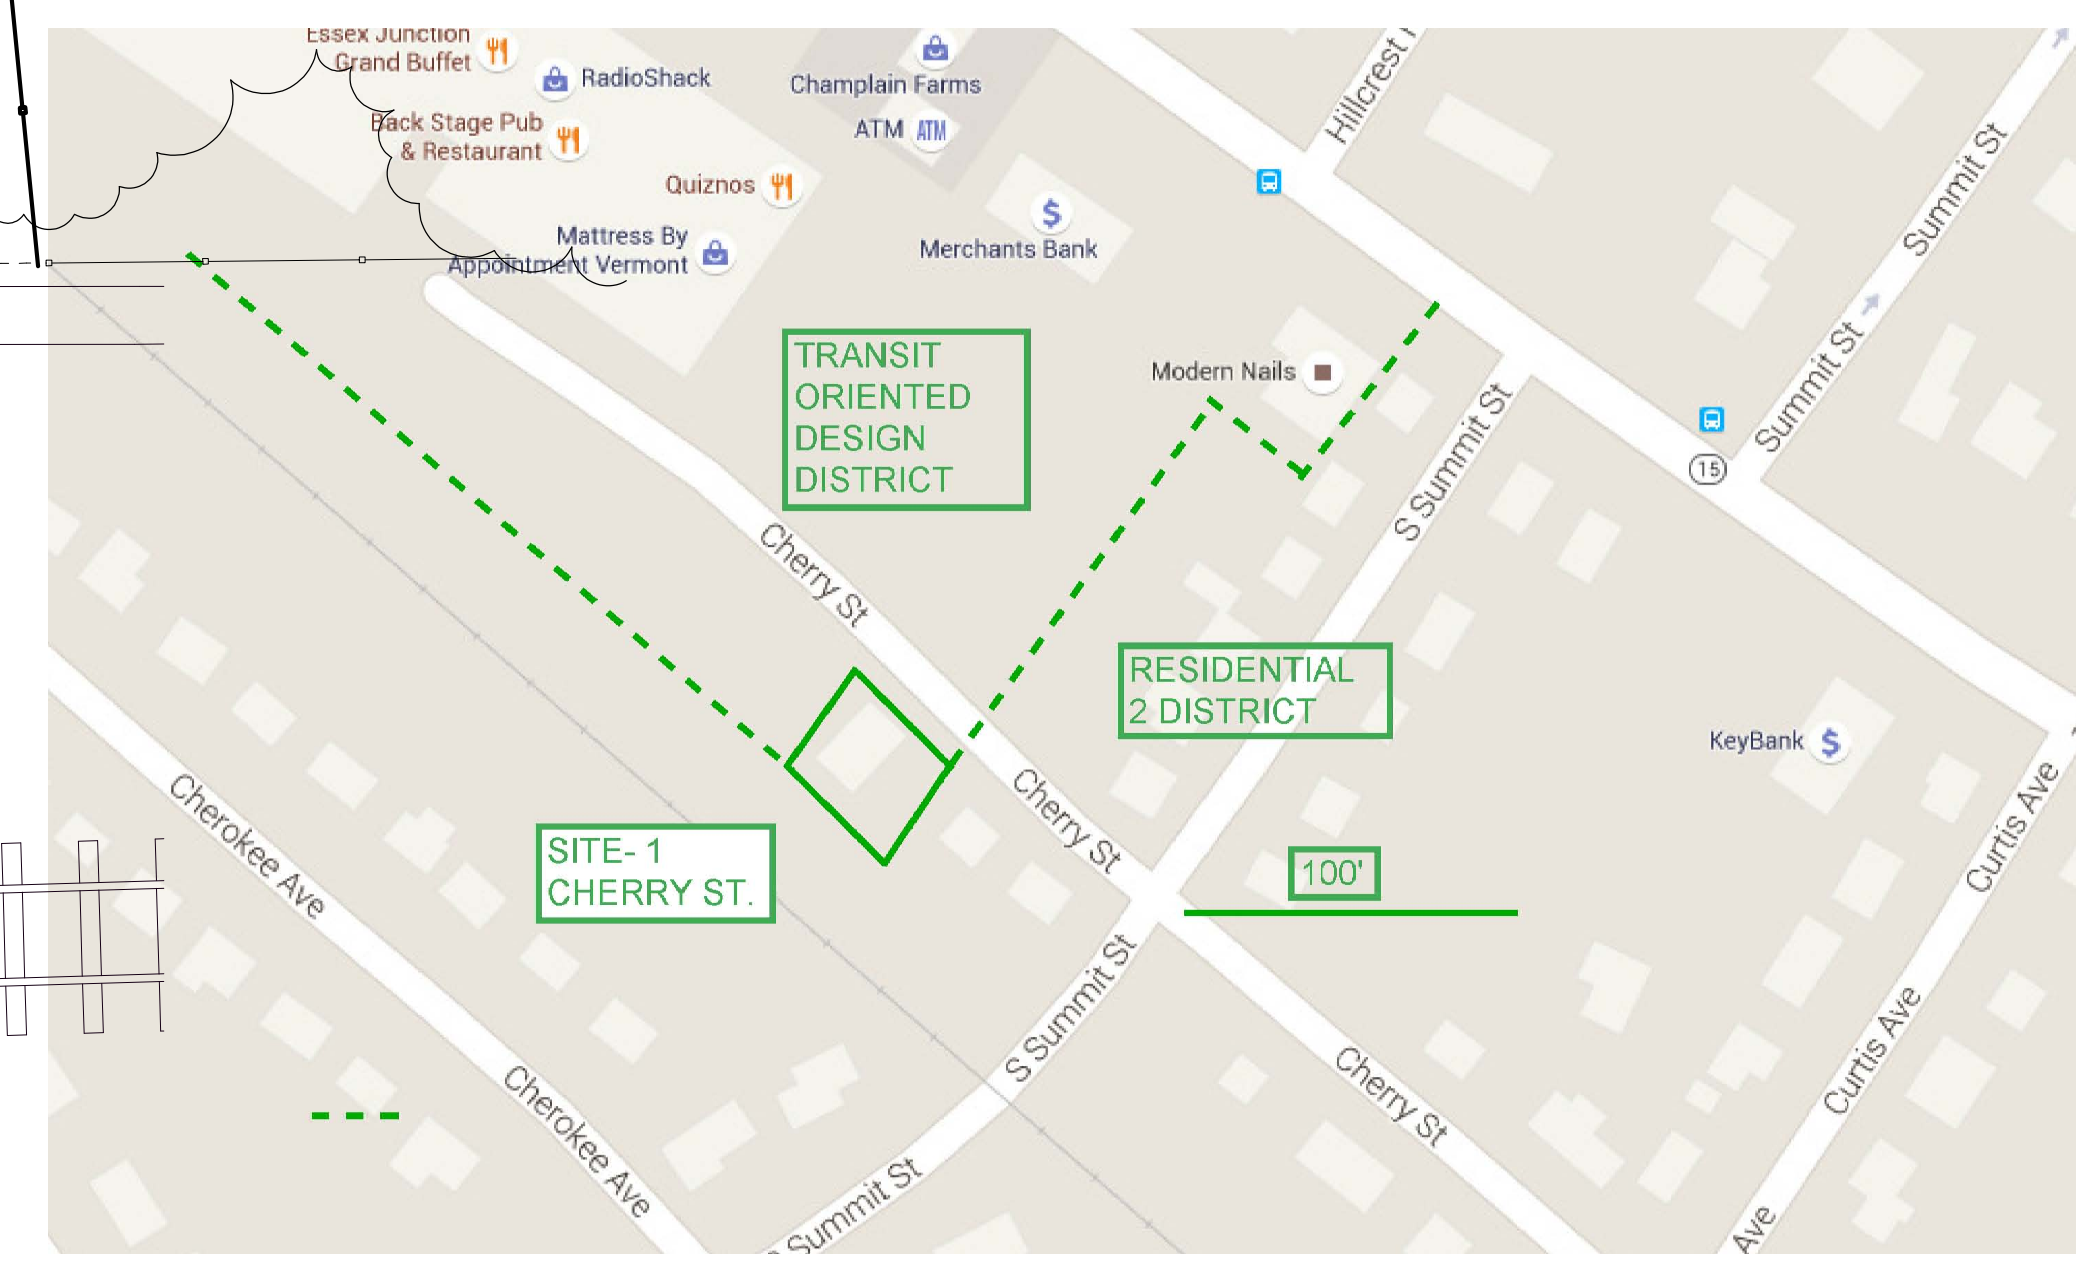 Essex Junction
Grand Buffet
RadioShack
Champlain Farms
Back Stage Pub
& Restaurant
ATM
ATM
Quiznos
Mattress By
Appointment Vermont
$
Merchants Bank
Hillcrest
Summit St
Summit St
TRANSIT
ORIENTED
DESIGN
DISTRICT
Modern Nails
S Summit St
15
Cherry St
RESIDENTIAL
2 DISTRICT
KeyBank
$
Cherry St
Curtis Ave
Cherokee Ave
SITE- 1
CHERRY ST.
100'
S Summit St
Curtis Ave
Cherry St
Cherokee Ave
Summit St
Ave